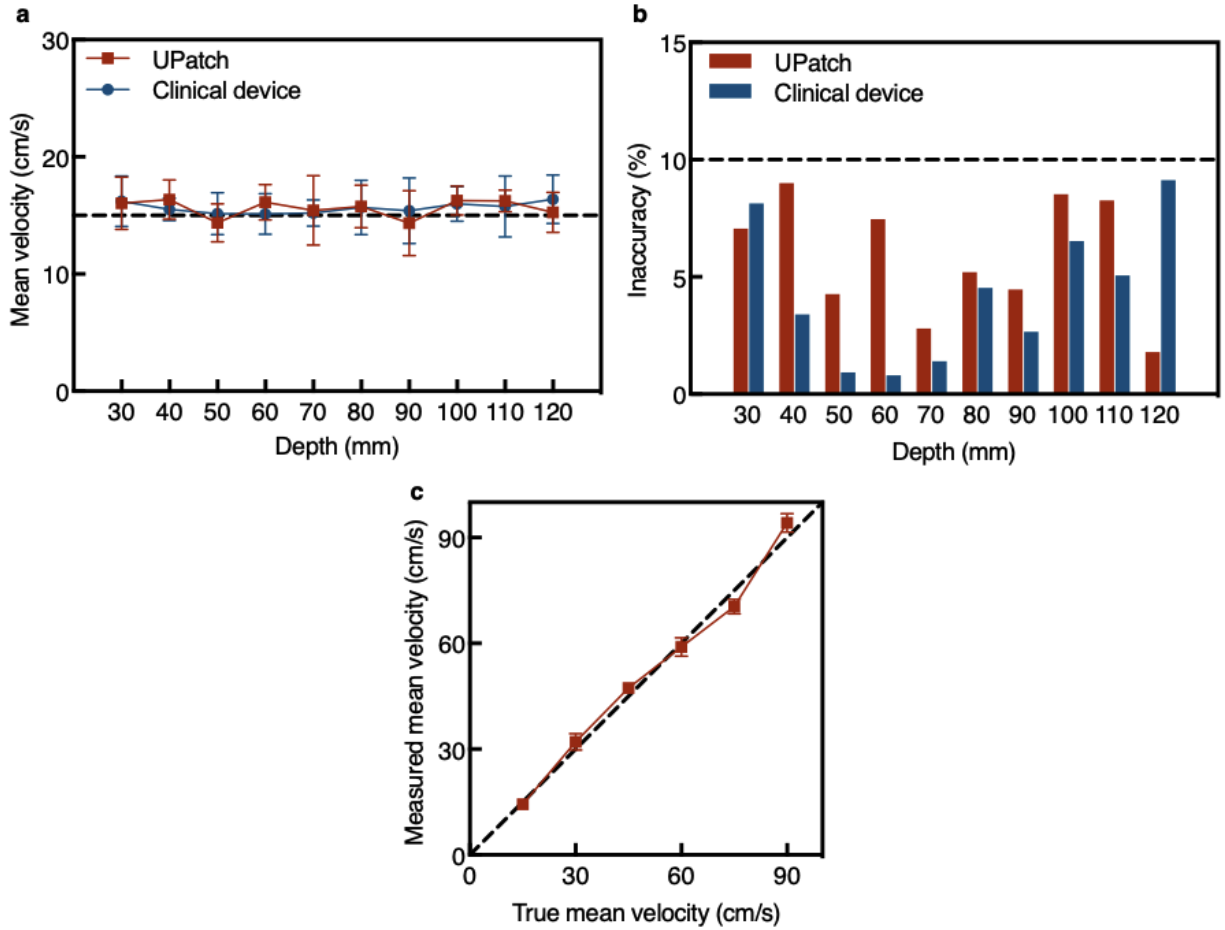 a
30
20
10
0
Mean velocity (cm/s)
UPatch
Clinical device
30 40 50 60 70 80 90 100 110 120
Depth (mm)
b
15
10
5
0
Inaccuracy (%)
UPatch
Clinical device
30 40 50 60 70 80 90 100 110 120
Depth (mm)
c
90
60
30
0
Measured mean velocity (cm/s)
0 30 60 90
True mean velocity (cm/s)